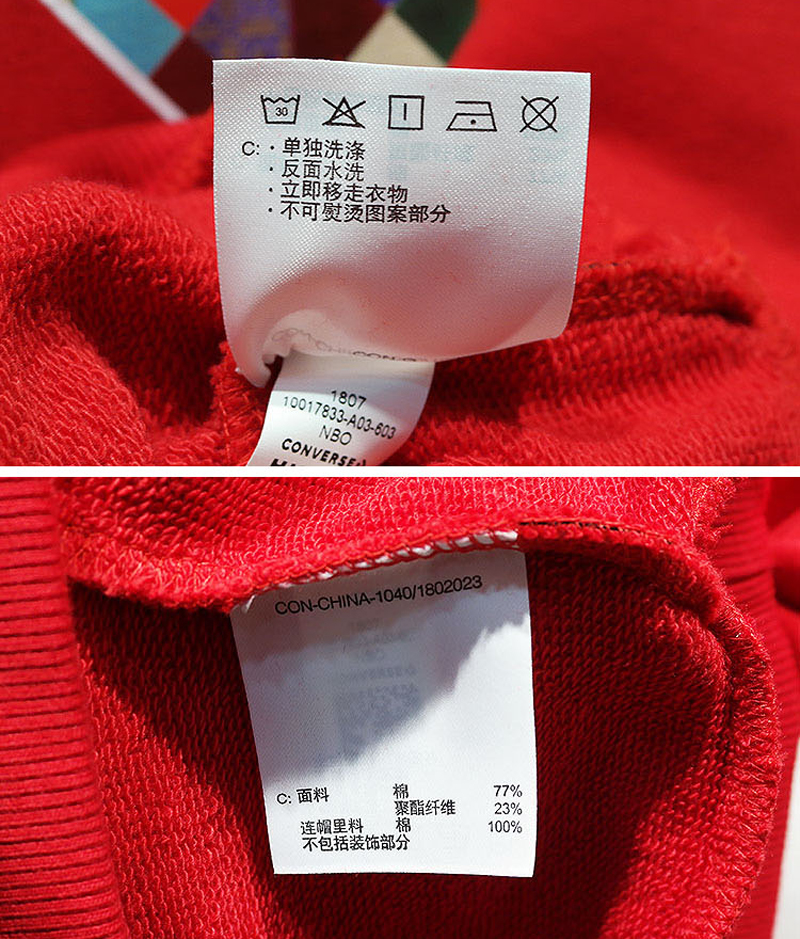 30
C: ·单独洗涤
·反面水洗
·立即移走衣物
·不可熨烫图案部分
1807
10017833-A03-603
NBO
CONVERSE
CON-CHINA-1040/1802023
C: 面料 棉 77%
聚酯纤维 23%
连帽里料 棉 100%
不包括装饰部分